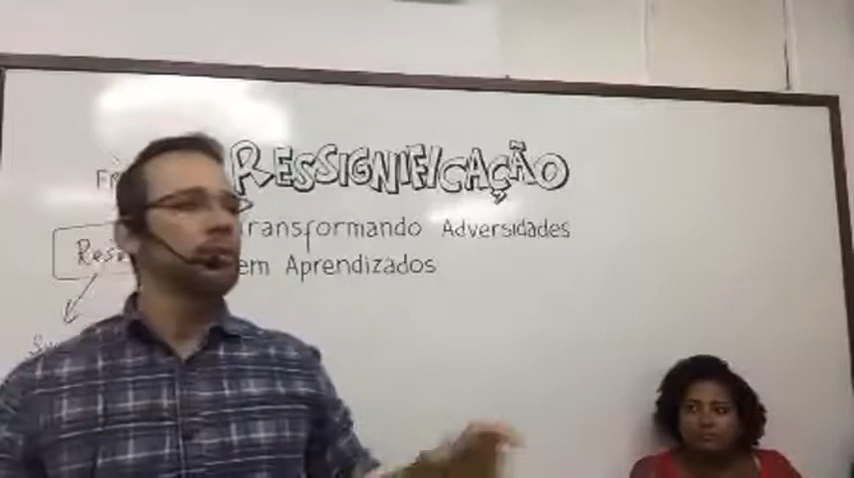 RESSIGNIFICAÇÃO
Transformando Adversidades
em Aprendizados